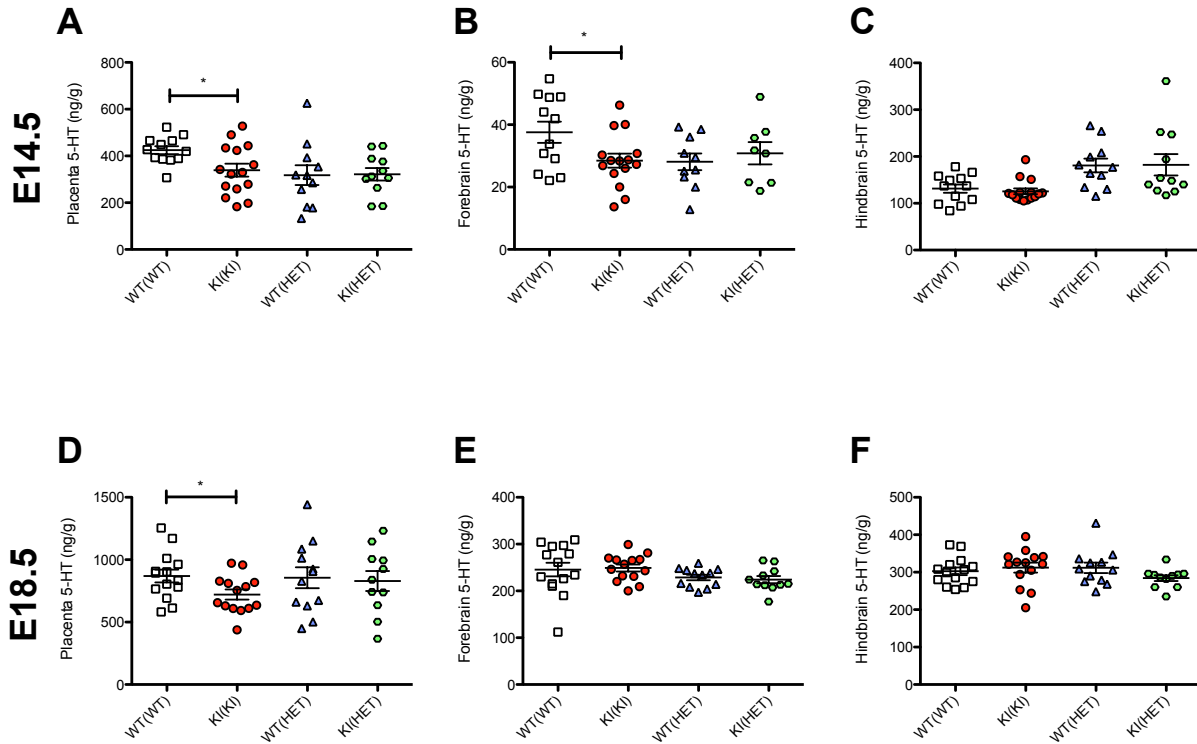 E14.5
A
Placenta 5-HT (ng/g)
800
600
400
200
0
*
WT(WT)
KI(KI)
WT(HET)
KI(HET)
B
Forebrain 5-HT (ng/g)
60
40
20
0
*
WT(WT)
KI(KI)
WT(HET)
KI(HET)
C
Hindbrain 5-HT (ng/g)
400
300
200
100
0
WT(WT)
KI(KI)
WT(HET)
KI(HET)
E18.5
D
Placenta 5-HT (ng/g)
1500
1000
500
0
*
WT(WT)
KI(KI)
WT(HET)
KI(HET)
E
Forebrain 5-HT (ng/g)
400
300
200
100
0
WT(WT)
KI(KI)
WT(HET)
KI(HET)
F
Hindbrain 5-HT (ng/g)
500
400
300
200
100
0
WT(WT)
KI(KI)
WT(HET)
KI(HET)